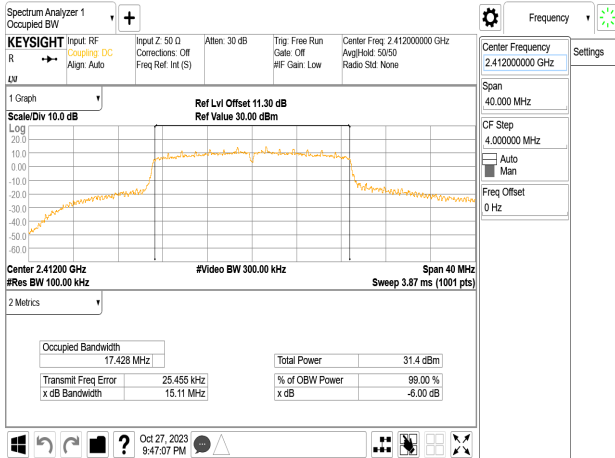 Spectrum Analyzer 1
Occupied BW
Frequency
KEYSIGHT
R
Input: RF
Coupling: DC
Align: Auto
Input Z: 50 Ω
Corrections: Off
Freq Ref: Int (S)
Atten: 30 dB
Trig: Free Run
Gate: Off
#IF Gain: Low
Center Freq: 2.412000000 GHz
Avg|Hold: 50/50
Radio Std: None
Center Frequency
2.412000000 GHz
Settings
Span
40.000 MHz
CF Step
4.000000 MHz
Auto
Man
Freq Offset
0 Hz
1 Graph
Scale/Div 10.0 dB
Ref Lvl Offset 11.30 dB
Ref Value 30.00 dBm
Log
20.0
10.0
0.00
-10.0
-20.0
-30.0
-40.0
-50.0
-60.0
Center 2.41200 GHz
#Video BW 300.00 kHz
Span 40 MHz
#Res BW 100.00 kHz
Sweep 3.87 ms (1001 pts)
2 Metrics
Occupied Bandwidth
17.428 MHz
Total Power 31.4 dBm
Transmit Freq Error 25.455 kHz
% of OBW Power 99.00 %
x dB Bandwidth 15.11 MHz
x dB -6.00 dB
?
Oct 27, 2023
9:47:07 PM